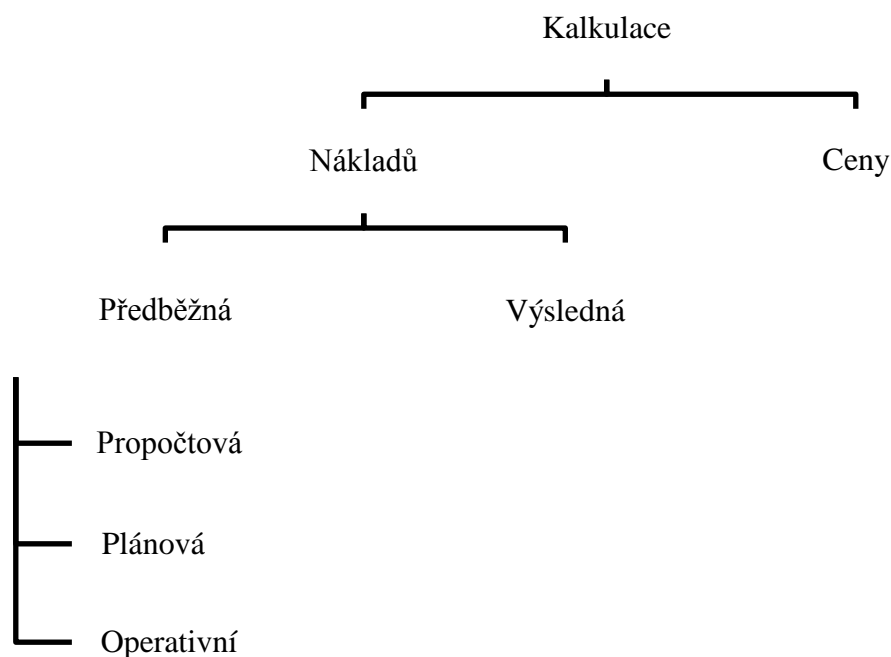 Kalkulace
Nákladů
Ceny
Předběžná
Výsledná
Propočtová
Plánová
Operativní